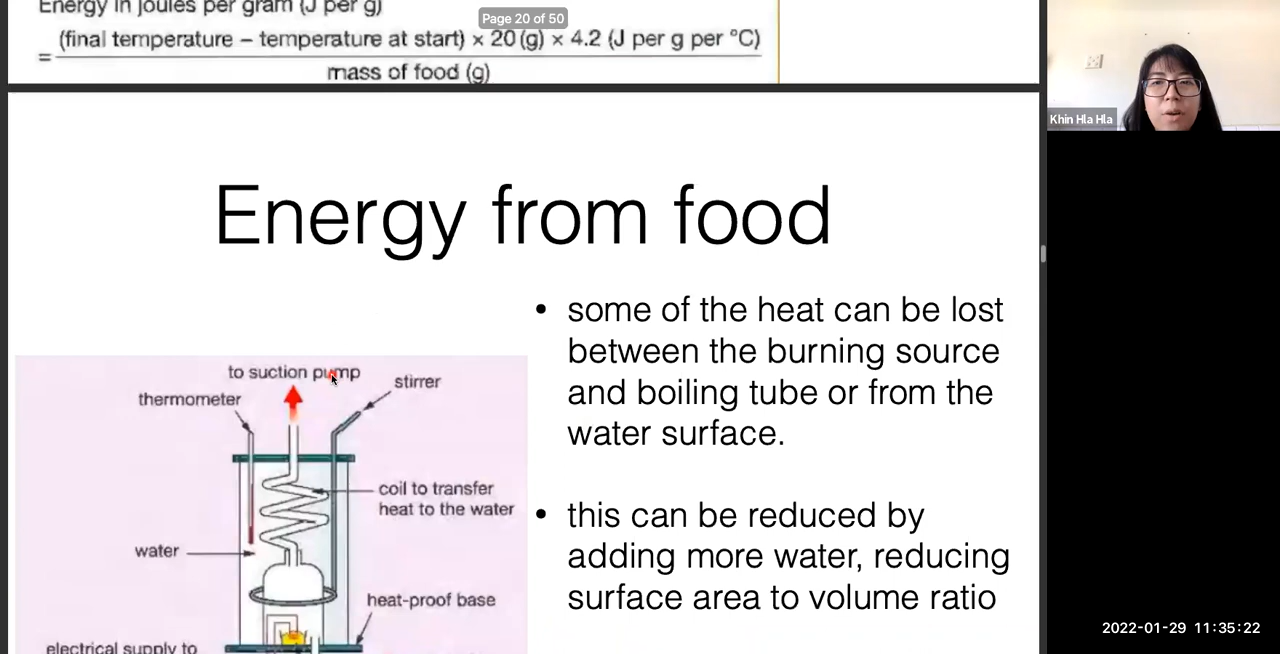 Energy in joules per gram (J per g)
Page 20 of 50
(final temperature – temperature at start) × 20 (g) × 4.2 (J per g per °C)
=
mass of food (g)
Khin Hla Hla
Energy from food
• some of the heat can be lost
between the burning source
and boiling tube or from the
water surface.
• this can be reduced by
adding more water, reducing
surface area to volume ratio
to suction pump
stirrer
thermometer
coil to transfer
heat to the water
water
heat-proof base
electrical supply to
2022-01-29 11:35:22